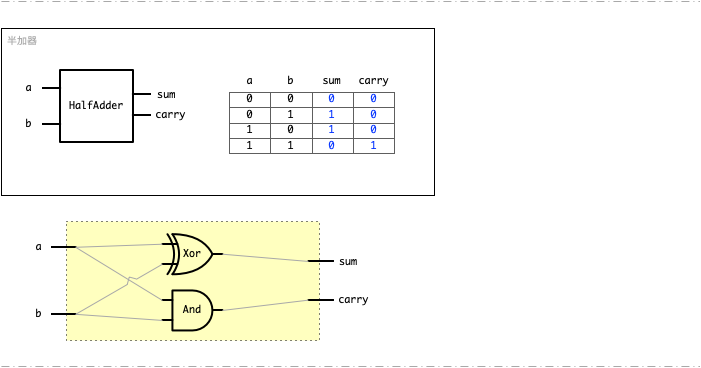 半加器
a b sum carry
a
sum
HalfAdder
carry
b
0 0 0 0
0 1 1 0
1 0 1 0
1 1 0 1
a
Xor
sum
carry
And
b